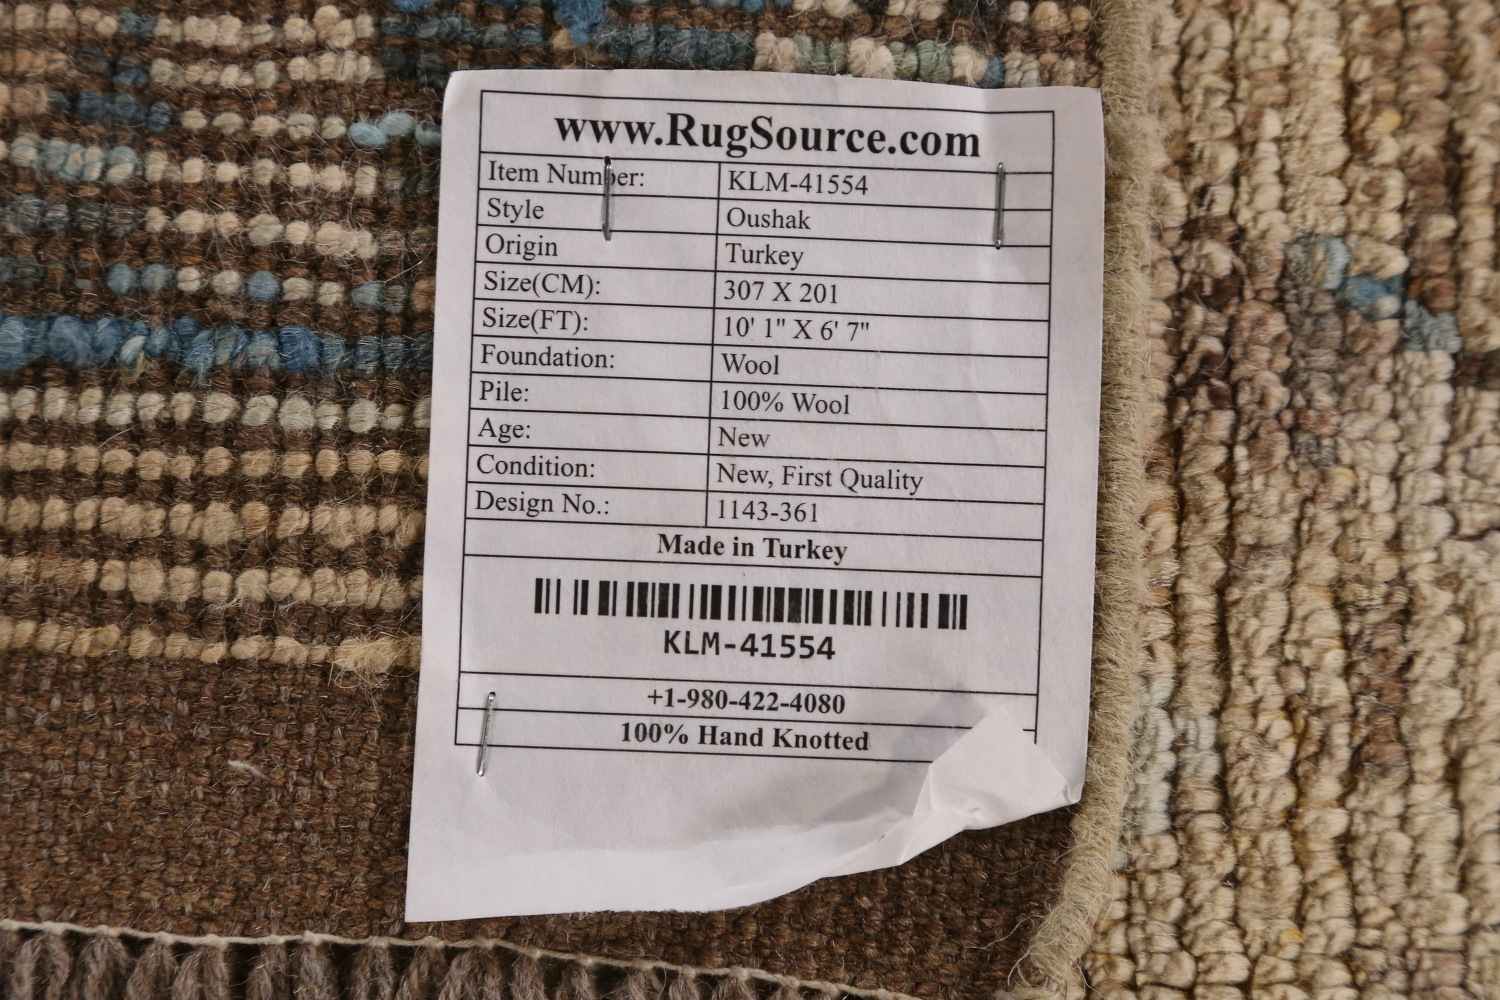 www.RugSource.com
Item Number: KLM-41554
Style Oushak
Origin Turkey
Size(CM): 307 X 201
Size(FT): 10' 1" X 6' 7"
Foundation: Wool
Pile: 100% Wool
Age: New
Condition: New, First Quality
Design No.: 1143-361
Made in Turkey
KLM-41554
+1-980-422-4080
100% Hand Knotted